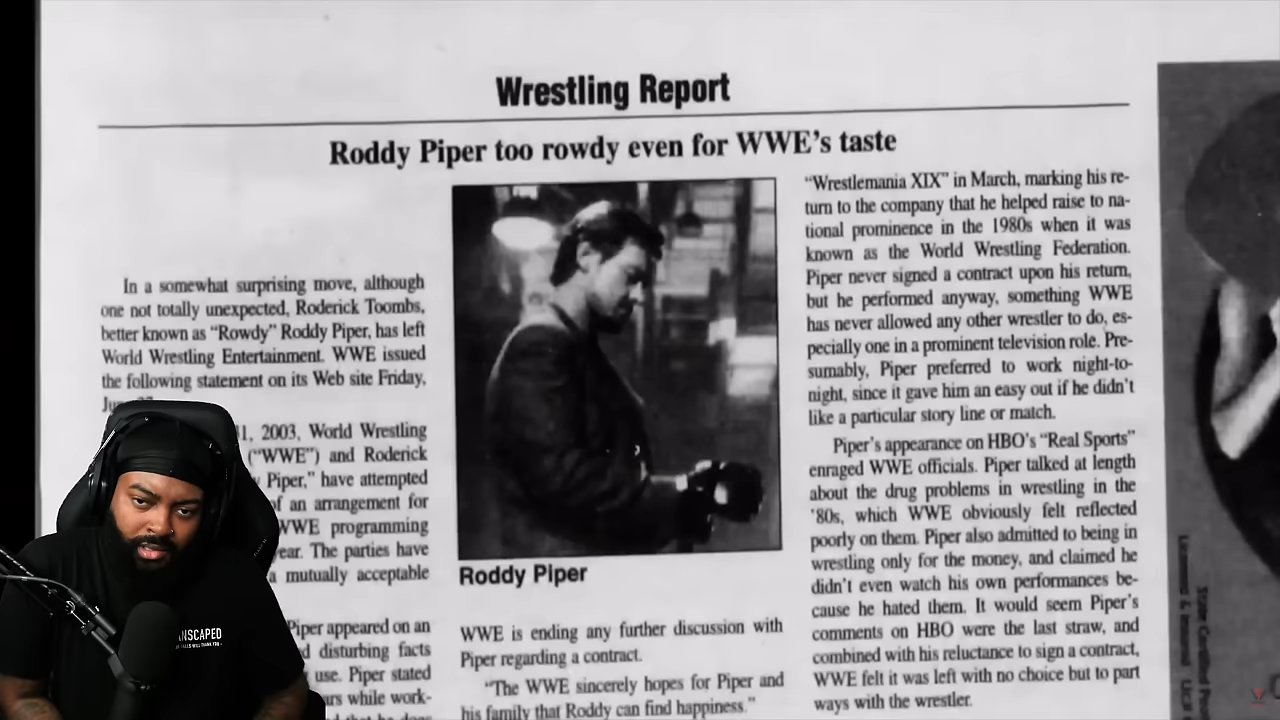 Wrestling Report
Roddy Piper too rowdy even for WWE's taste
In a somewhat surprising move, although
one not totally unexpected, Roderick Toombs,
better known as “Rowdy” Roddy Piper, has left
World Wrestling Entertainment. WWE issued
the following statement on its Web site Friday,
1, 2003, World Wrestling
(“WWE”) and Roderick
Piper,” have attempted
of an arrangement for
WWE programming
ear. The parties have
a mutually acceptable
Piper appeared on an
d disturbing facts
use. Piper stated
ars while work-
d that he does
Roddy Piper
WWE is ending any further discussion with
Piper regarding a contract.
“The WWE sincerely hopes for Piper and
his family that Roddy can find happiness.”
“Wrestlemania XIX” in March, marking his re-
turn to the company that he helped raise to na-
tional prominence in the 1980s when it was
known as the World Wrestling Federation.
Piper never signed a contract upon his return,
but he performed anyway, something WWE
has never allowed any other wrestler to do, es-
pecially one in a prominent television role. Pre-
sumably, Piper preferred to work night-to-
night, since it gave him an easy out if he didn't
like a particular story line or match.
Piper's appearance on HBO's “Real Sports”
enraged WWE officials. Piper talked at length
about the drug problems in wrestling in the
'80s, which WWE obviously felt reflected
poorly on them. Piper also admitted to being in
wrestling only for the money, and claimed he
didn't even watch his own performances be-
cause he hated them. It would seem Piper's
comments on HBO were the last straw, and
combined with his reluctance to sign a contract,
WWE felt it was left with no choice but to part
ways with the wrestler.
NSCAPED